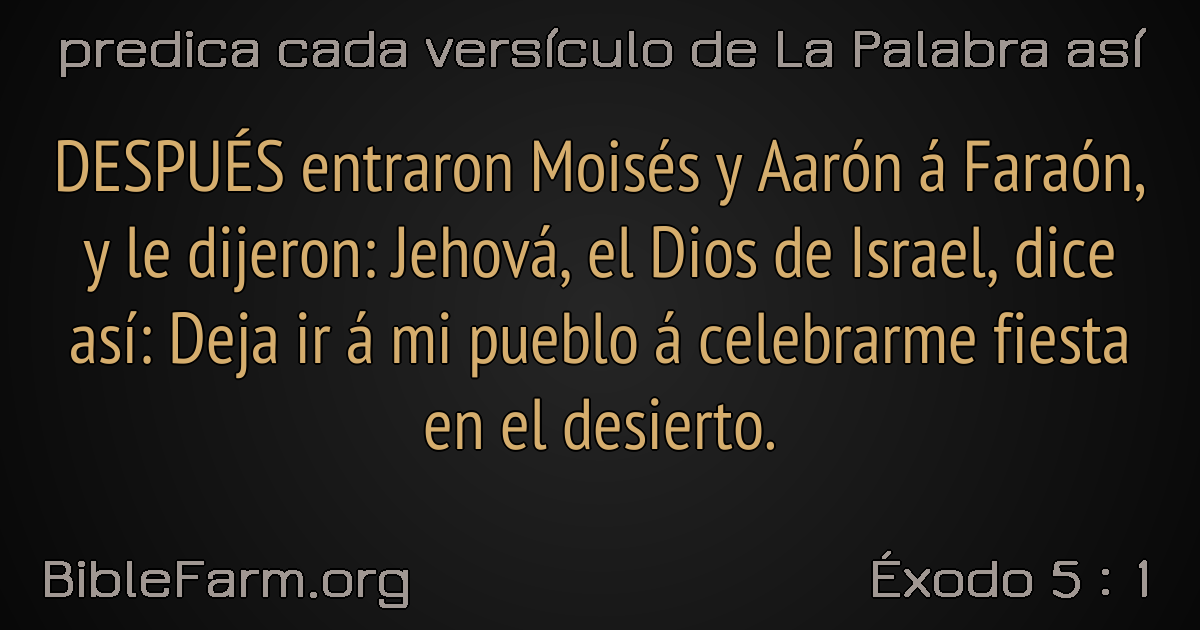 predica cada versículo de La Palabra así
DESPUÉS entraron Moisés y Aarón á Faraón,
y le dijeron: Jehová, el Dios de Israel, dice
así: Deja ir á mi pueblo á celebrarme fiesta
en el desierto.
BibleFarm.org
Éxodo 5 : 1